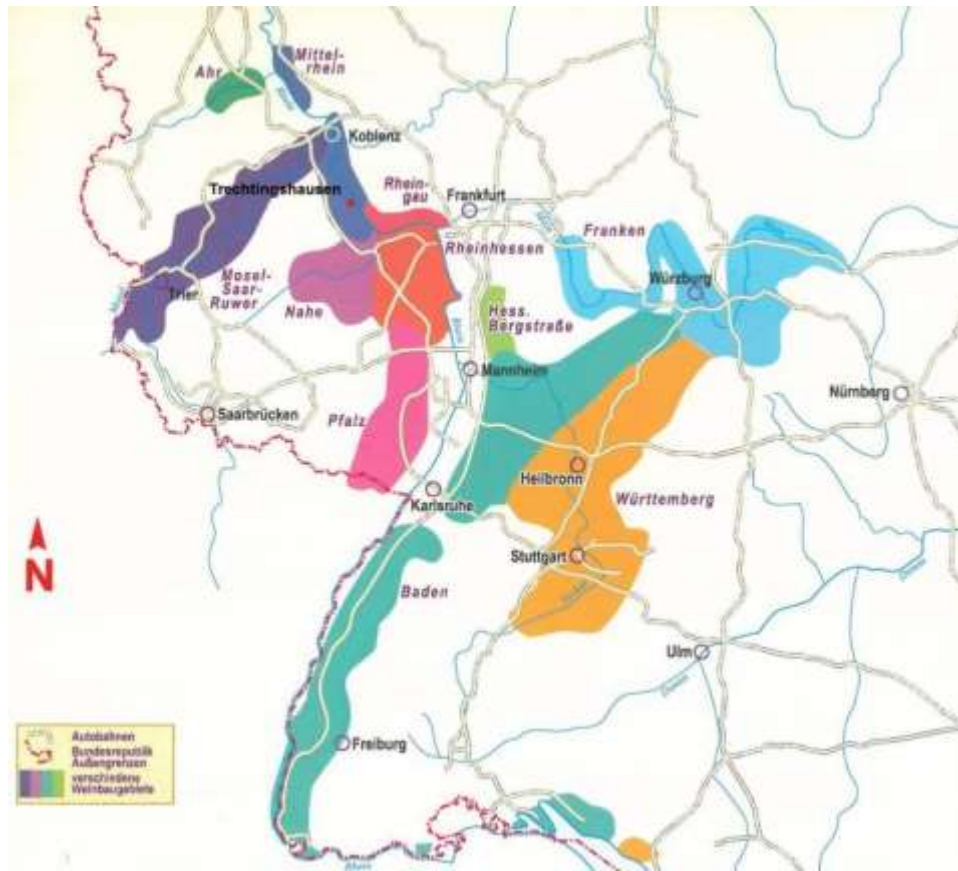 Mittel-
rhein
Ahr
Koblenz
Trechtingshausen
Rhein-
gau
Frankfurt
Rheinhessen
Franken
Würzburg
Trier
Mosel-
Saar-
Ruwer
Nahe
Hess.
Bergstraße
Mannheim
Nürnberg
Saarbrücken
Pfalz
Heilbronn
Karlsruhe
Württemberg
N
Stuttgart
Baden
Ulm
Freiburg
Autobahnen
Bundesrepublik
Außengrenzen
verschiedene
Weinbaugebiete
Rhein